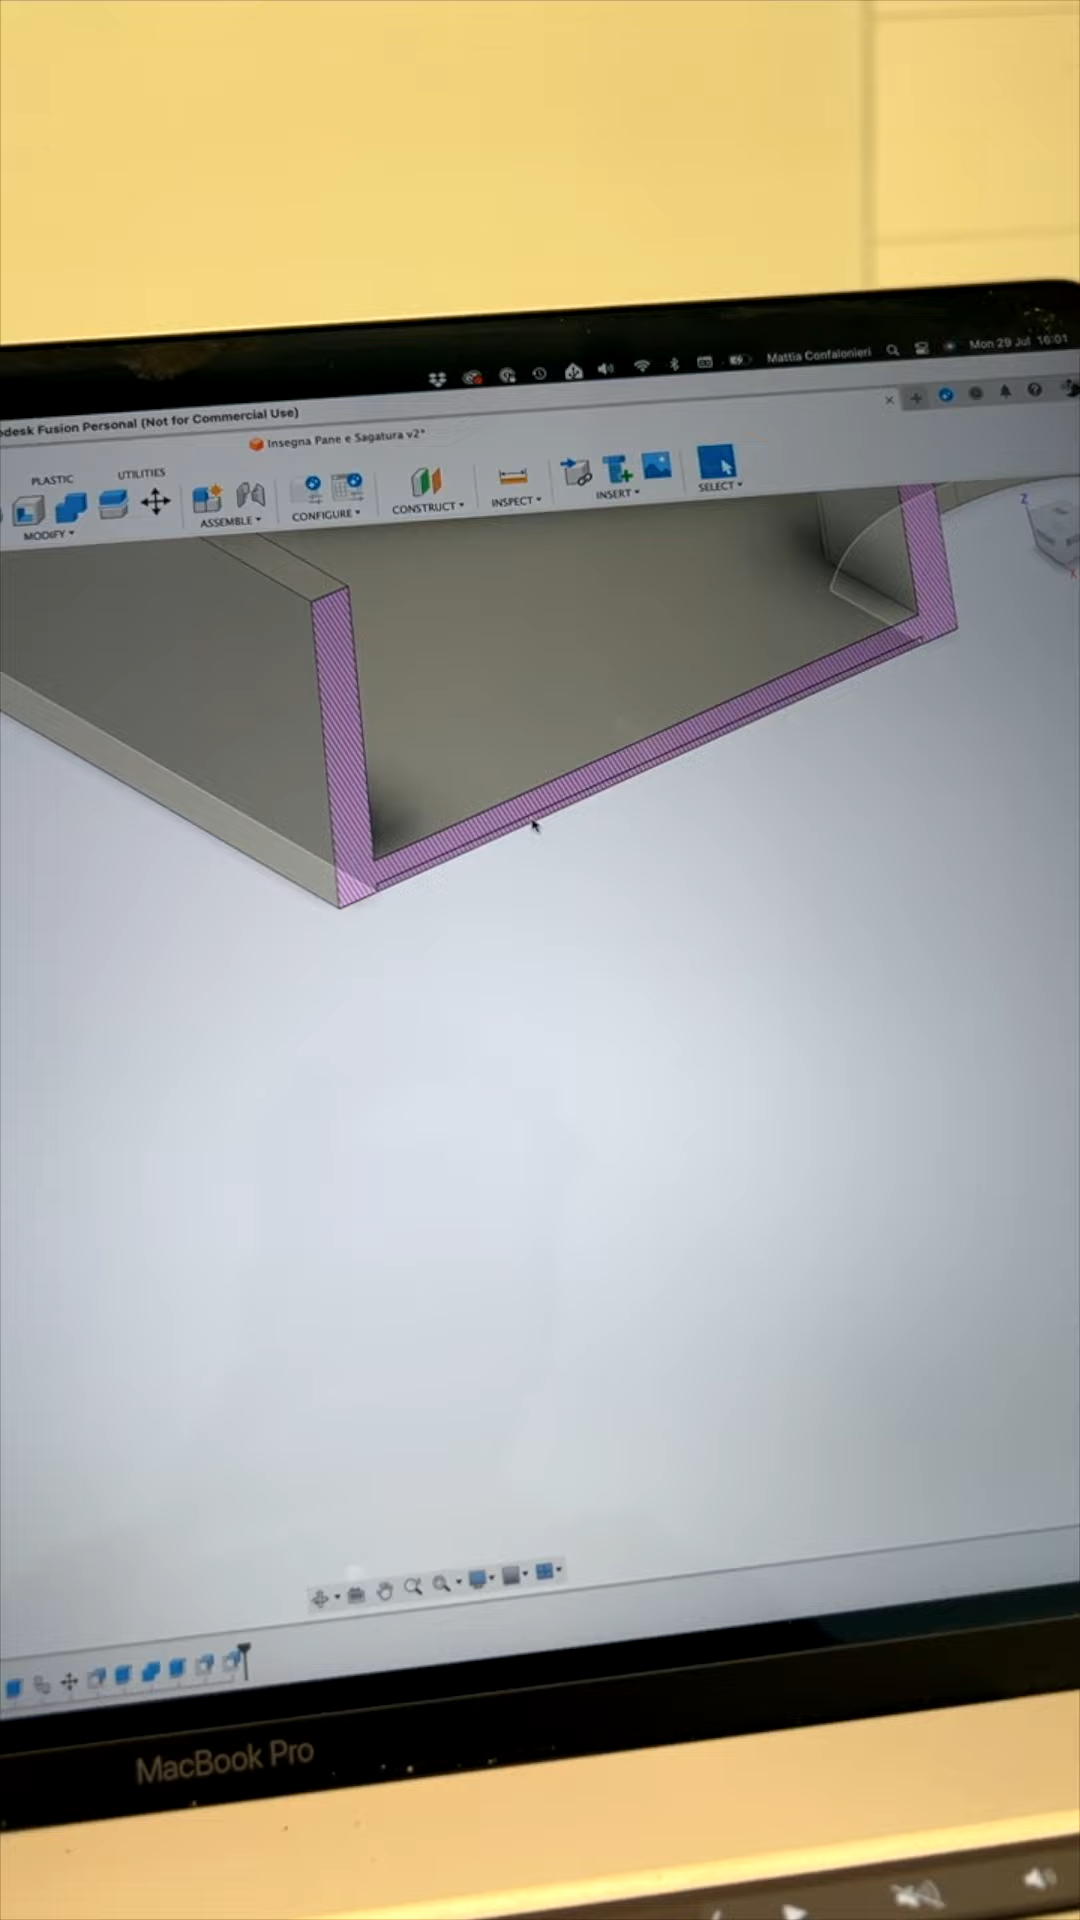 Mattia Confalonieri
Mon 29 Jul 16:01
desk Fusion Personal (Not for Commercial Use)
Insegna Pane e Sagatura v2*
PLASTIC
UTILITIES
MODIFY
ASSEMBLE
CONFIGURE
CONSTRUCT
INSPECT
INSERT
SELECT
Z
X
MacBook Pro